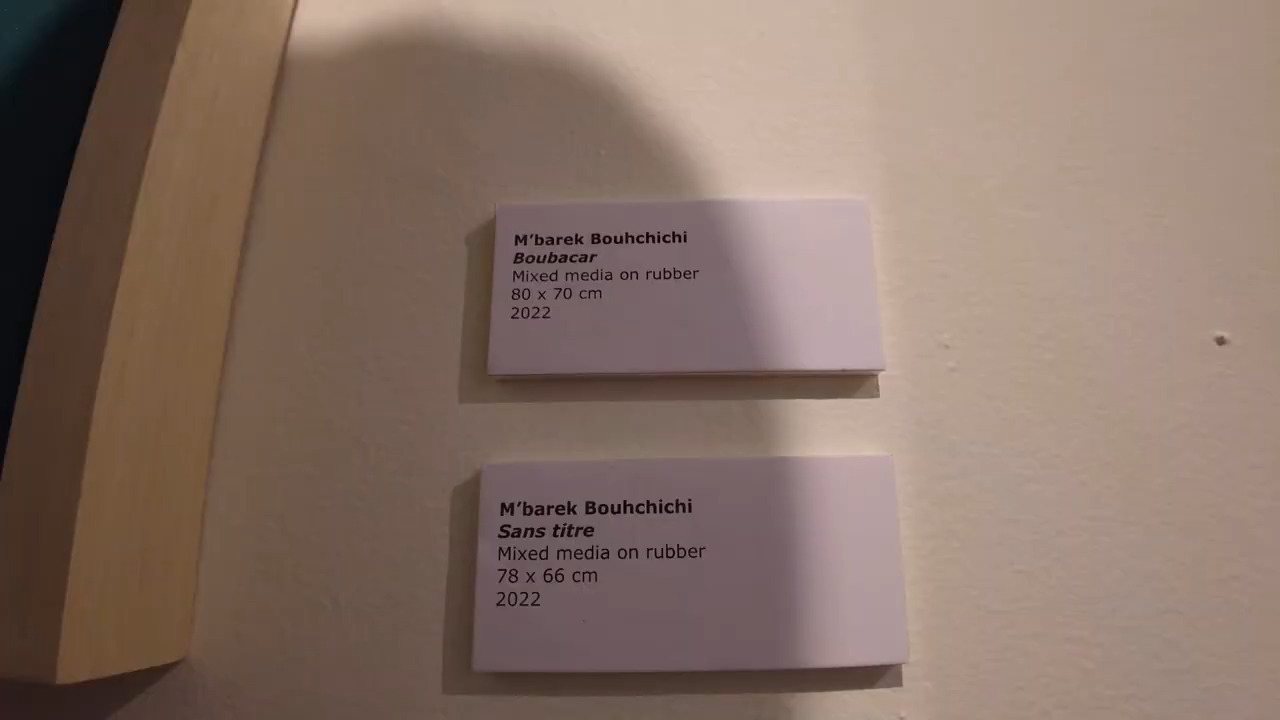 M’barek Bouhchichi
Boubacar
Mixed media on rubber
80 x 70 cm
2022
M’barek Bouhchichi
Sans titre
Mixed media on rubber
78 x 66 cm
2022